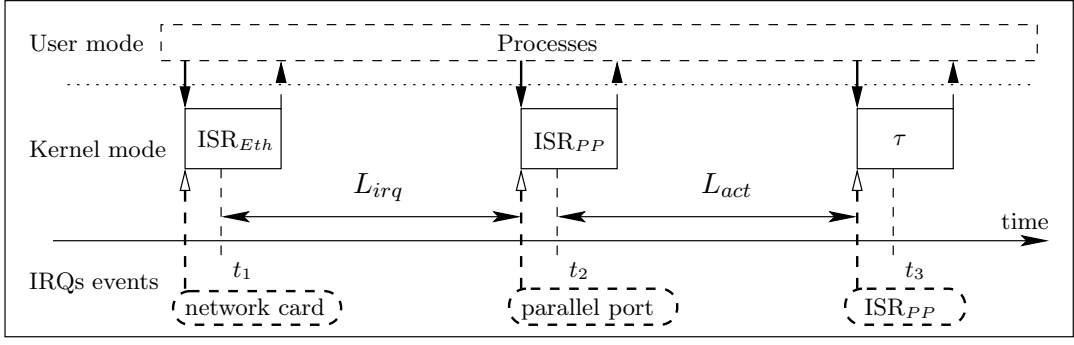 User mode
Processes
Kernel mode
ISR_Eth
ISR_PP
τ
L_irq
L_act
time
t_1
t_2
t_3
IRQs events
network card
parallel port
ISR_PP